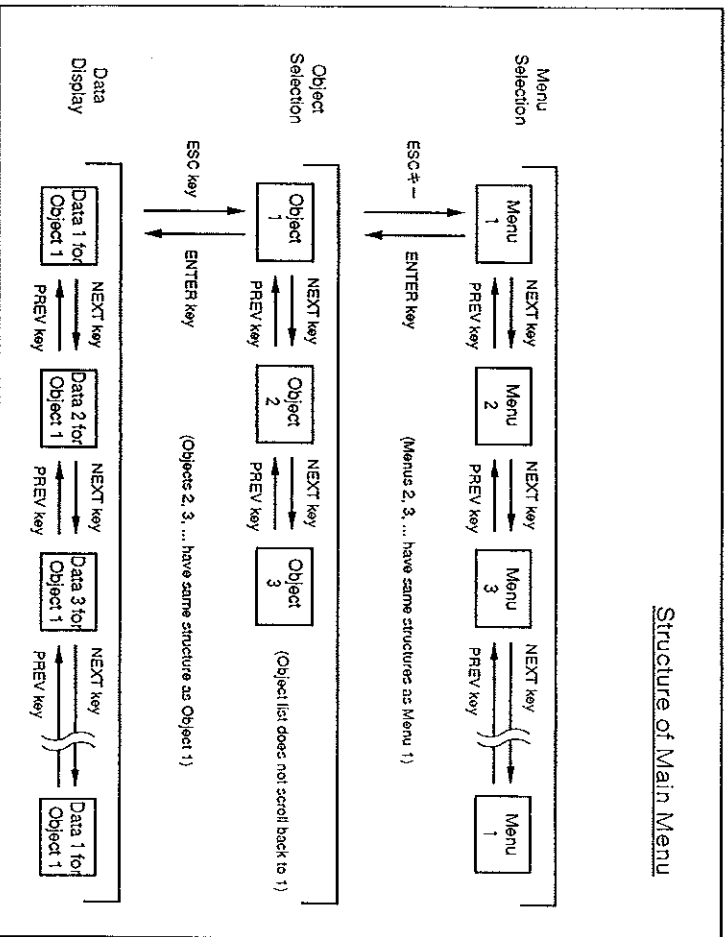 Structure of Main Menu
Menu
Selection
Menu
1
NEXT key
PREV key
Menu
2
NEXT key
PREV key
Menu
3
NEXT key
PREV key
Menu
1
ESCキー
ENTER key
(Menus 2, 3, ... have same structures as Menu 1)
Object
Selection
Object
1
NEXT key
PREV key
Object
2
NEXT key
PREV key
Object
3
(Object list does not scroll back to 1)
ESC key
ENTER key
(Objects 2, 3, ... have same structure as Object 1)
Data
Display
Data 1 for
Object 1
NEXT key
PREV key
Data 2 for
Object 1
NEXT key
PREV key
Data 3 for
Object 1
NEXT key
PREV key
Data 1 for
Object 1